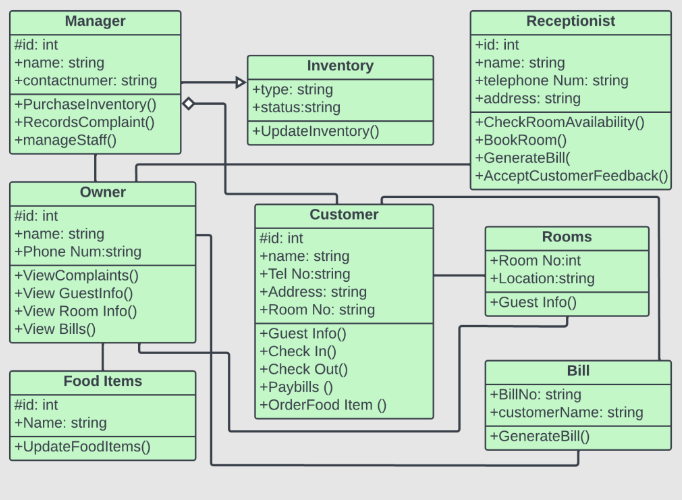 Manager
#id: int
+name: string
+contactnumer: string
+PurchaseInventory()
+RecordsComplaint()
+manageStaff()
Inventory
+type: string
+status:string
+UpdateInventory()
Receptionist
+id: int
+name: string
+telephone Num: string
+address: string
+CheckRoomAvailability()
+BookRoom()
+GenerateBill(
+AcceptCustomerFeedback()
Owner
#id: int
+name: string
+Phone Num:string
+ViewComplaints()
+View GuestInfo()
+View Room Info()
+View Bills()
Customer
#id: int
+name: string
+Tel No:string
+Address: string
+Room No: string
+Guest Info()
+Check In()
+Check Out()
+Paybills ()
+OrderFood Item ()
Rooms
+Room No:int
+Location:string
+Guest Info()
Food Items
#id: int
+Name: string
+UpdateFoodItems()
Bill
+BillNo: string
+customerName: string
+GenerateBill()